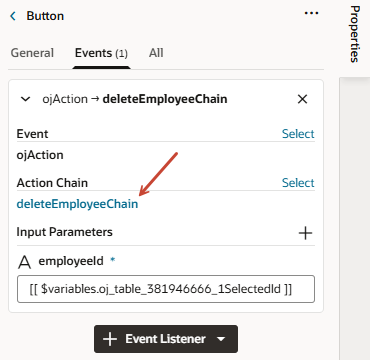 Button
Properties
General
Events (1)
All
ojAction → deleteEmployeeChain
Event
Select
ojAction
Action Chain
Select
deleteEmployeeChain
Input Parameters
A employeeId *
[[ $variables.oj_table_381946666_1SelectedId ]]
+ Event Listener